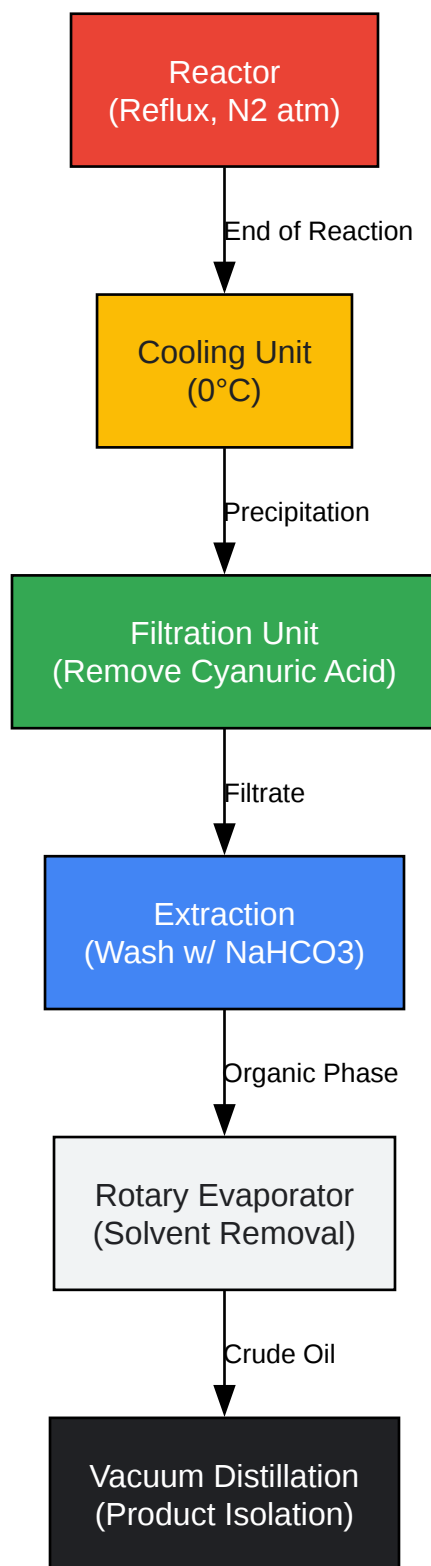 Reactor
(Reflux, N2 atm)
End of Reaction
Cooling Unit
(0°C)
Precipitation
Filtration Unit
(Remove Cyanuric Acid)
Filtrate
Extraction
(Wash w/ NaHCO3)
Organic Phase
Rotary Evaporator
(Solvent Removal)
Crude Oil
Vacuum Distillation
(Product Isolation)